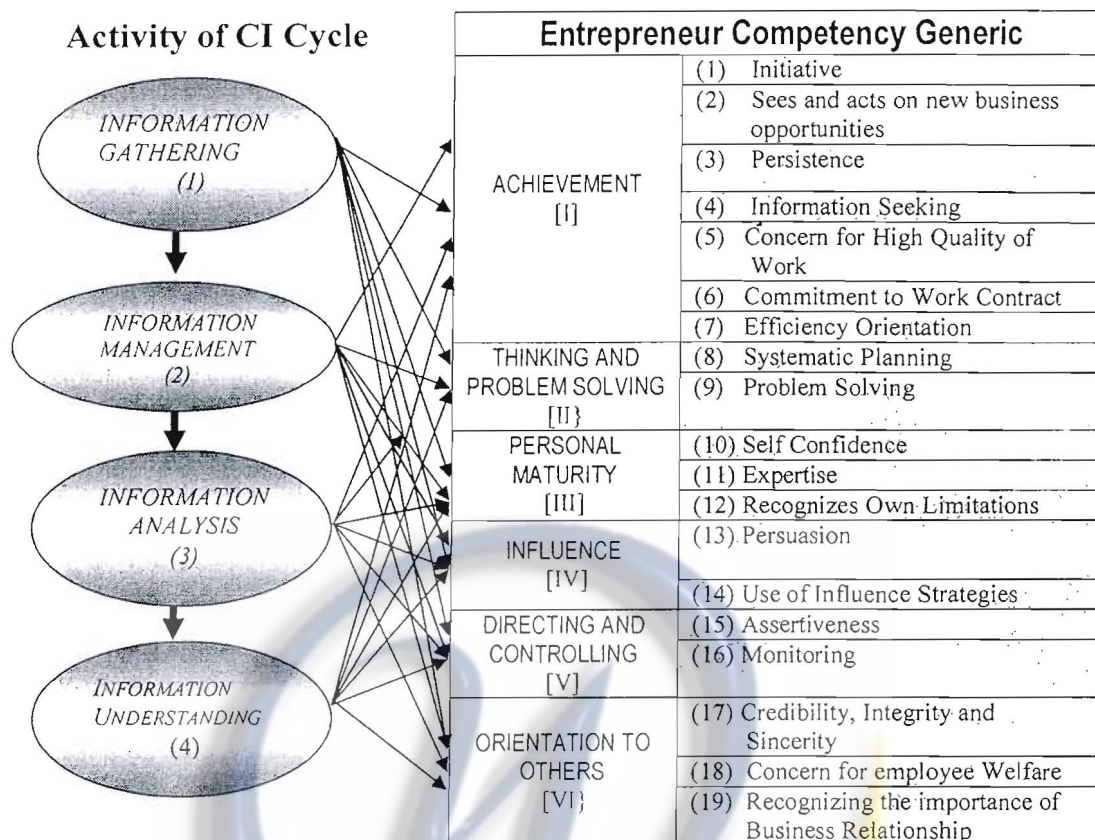 Activity of CI Cycle
INFORMATION
GATHERING
(1)
INFORMATION
MANAGEMENT
(2)
INFORMATION
ANALYSIS
(3)
INFORMATION
UNDERSTANDING
(4)
Entrepreneur Competency Generic
ACHIEVEMENT
[I]
(1) Initiative
(2) Sees and acts on new business
opportunities
(3) Persistence
(4) Information Seeking
(5) Concern for High Quality of
Work
(6) Commitment to Work Contract
(7) Efficiency Orientation
THINKING AND
PROBLEM SOLVING
[II}
(8) Systematic Planning
(9) Problem Solving
PERSONAL
MATURITY
[III]
(10) Self Confidence
(11) Expertise
(12) Recognizes Own Limitations
INFLUENCE
[IV]
(13) Persuasion
(14) Use of Influence Strategies
DIRECTING AND
CONTROLLING
[V]
(15) Assertiveness
(16) Monitoring
ORIENTATION TO
OTHERS
[VI}
(17) Credibility, Integrity and
Sincerity
(18) Concern for employee Welfare
(19) Recognizing the importance of
Business Relationship